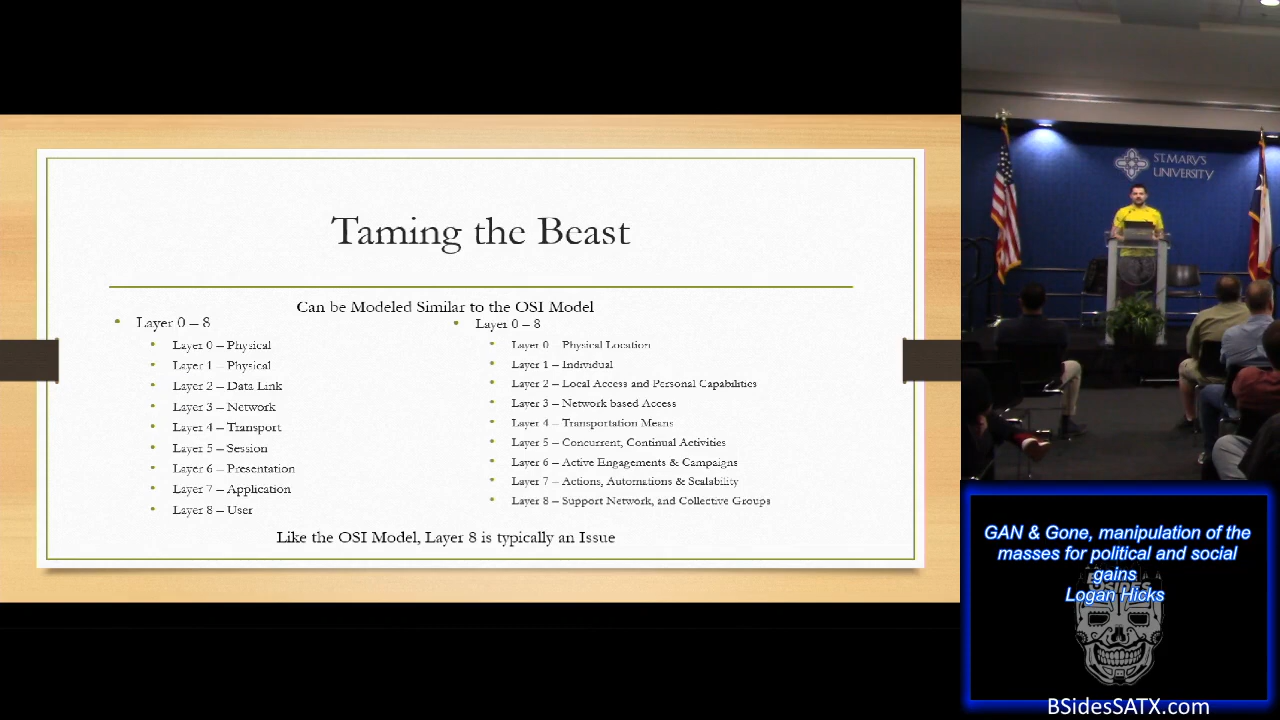 Taming the Beast
Can be Modeled Similar to the OSI Model
Layer 0 – 8
Layer 0 – Physical
Layer 1 – Physical
Layer 2 – Data Link
Layer 3 – Network
Layer 4 – Transport
Layer 5 – Session
Layer 6 – Presentation
Layer 7 – Application
Layer 8 – User
Layer 0 – 8
Layer 0 – Physical Location
Layer 1 – Individual
Layer 2 – Local Access and Personal Capabilities
Layer 3 – Network based Access
Layer 4 – Transportation Means
Layer 5 – Concurrent, Continual Activities
Layer 6 – Active Engagements & Campaigns
Layer 7 – Actions, Automations & Scalability
Layer 8 – Support Network, and Collective Groups
Like the OSI Model, Layer 8 is typically an Issue
ST. MARY'S
UNIVERSITY
GAN & Gone, manipulation of the
masses for political and social
gains
Logan Hicks
BSIDES
BSidesSATX.com